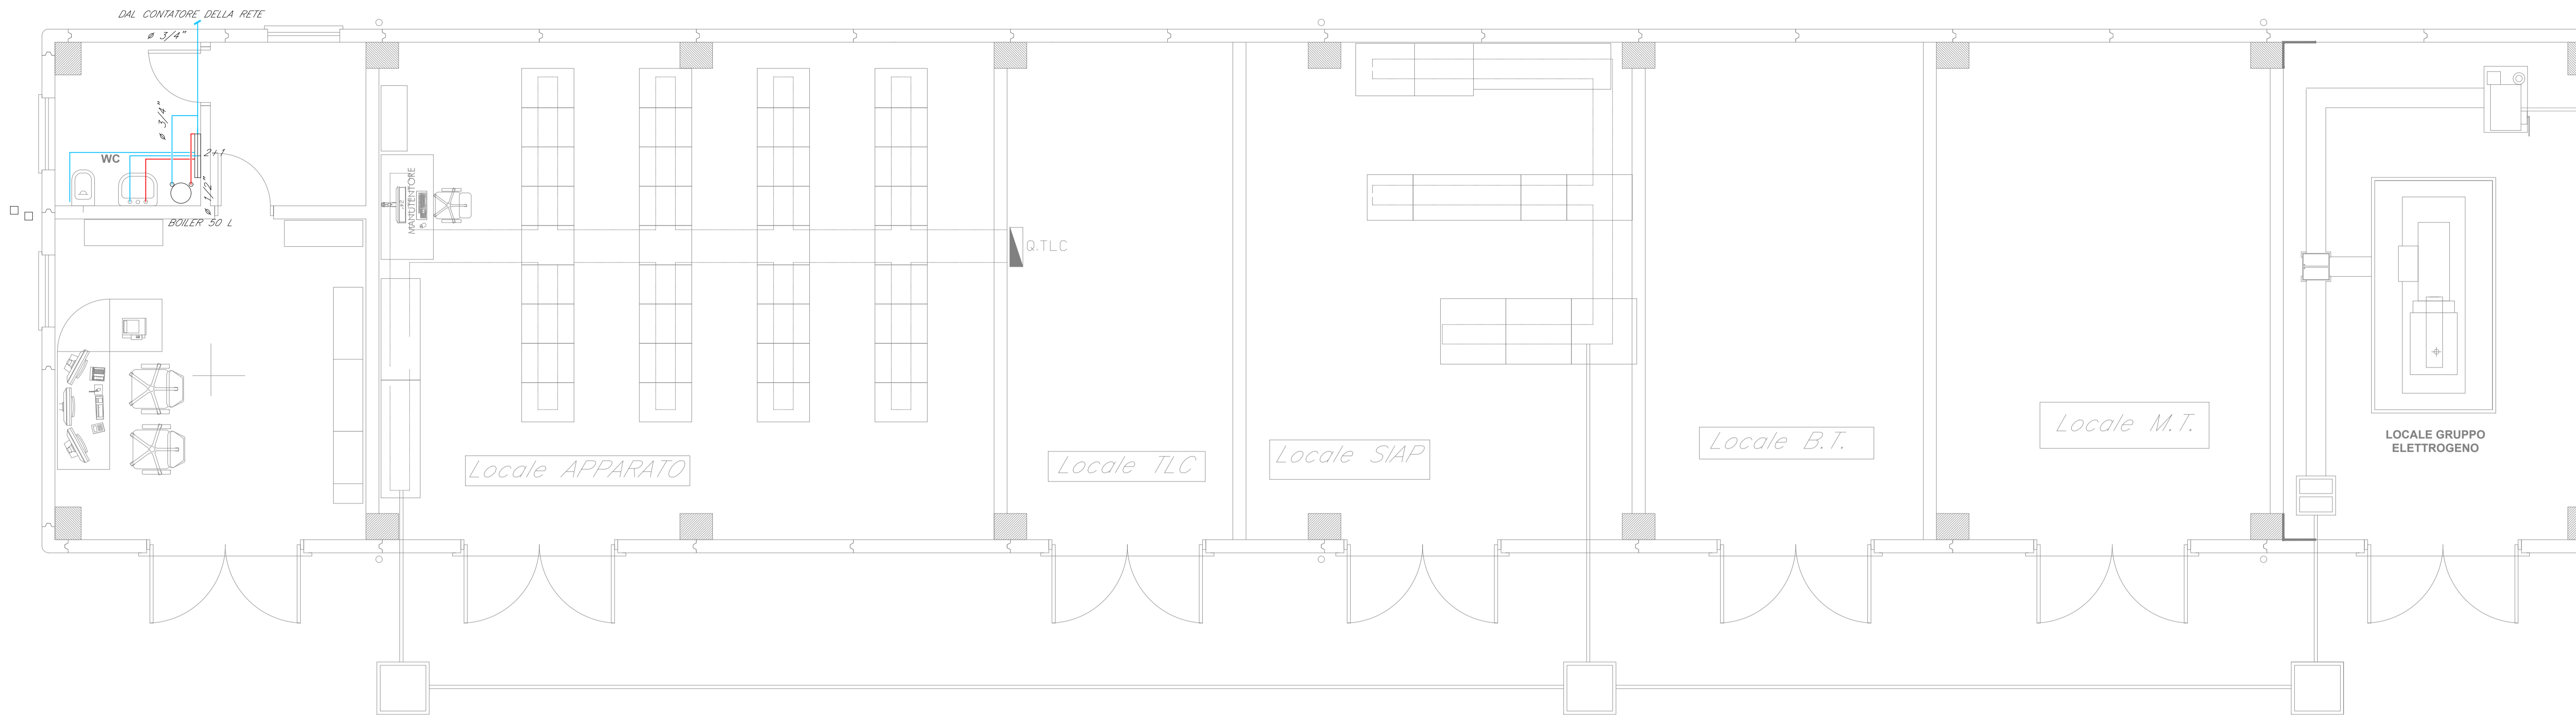 DAL CONTATORE DELLA RETE
ø 3/4"
ø 3/4"
WC
2+1
ø 1/2"
BOILER 50 L
MANUTENTORE
Q.TLC
Locale APPARATO
Locale TLC
Locale SIAP
Locale B.T.
Locale M.T.
LOCALE GRUPPO
ELETTROGENO